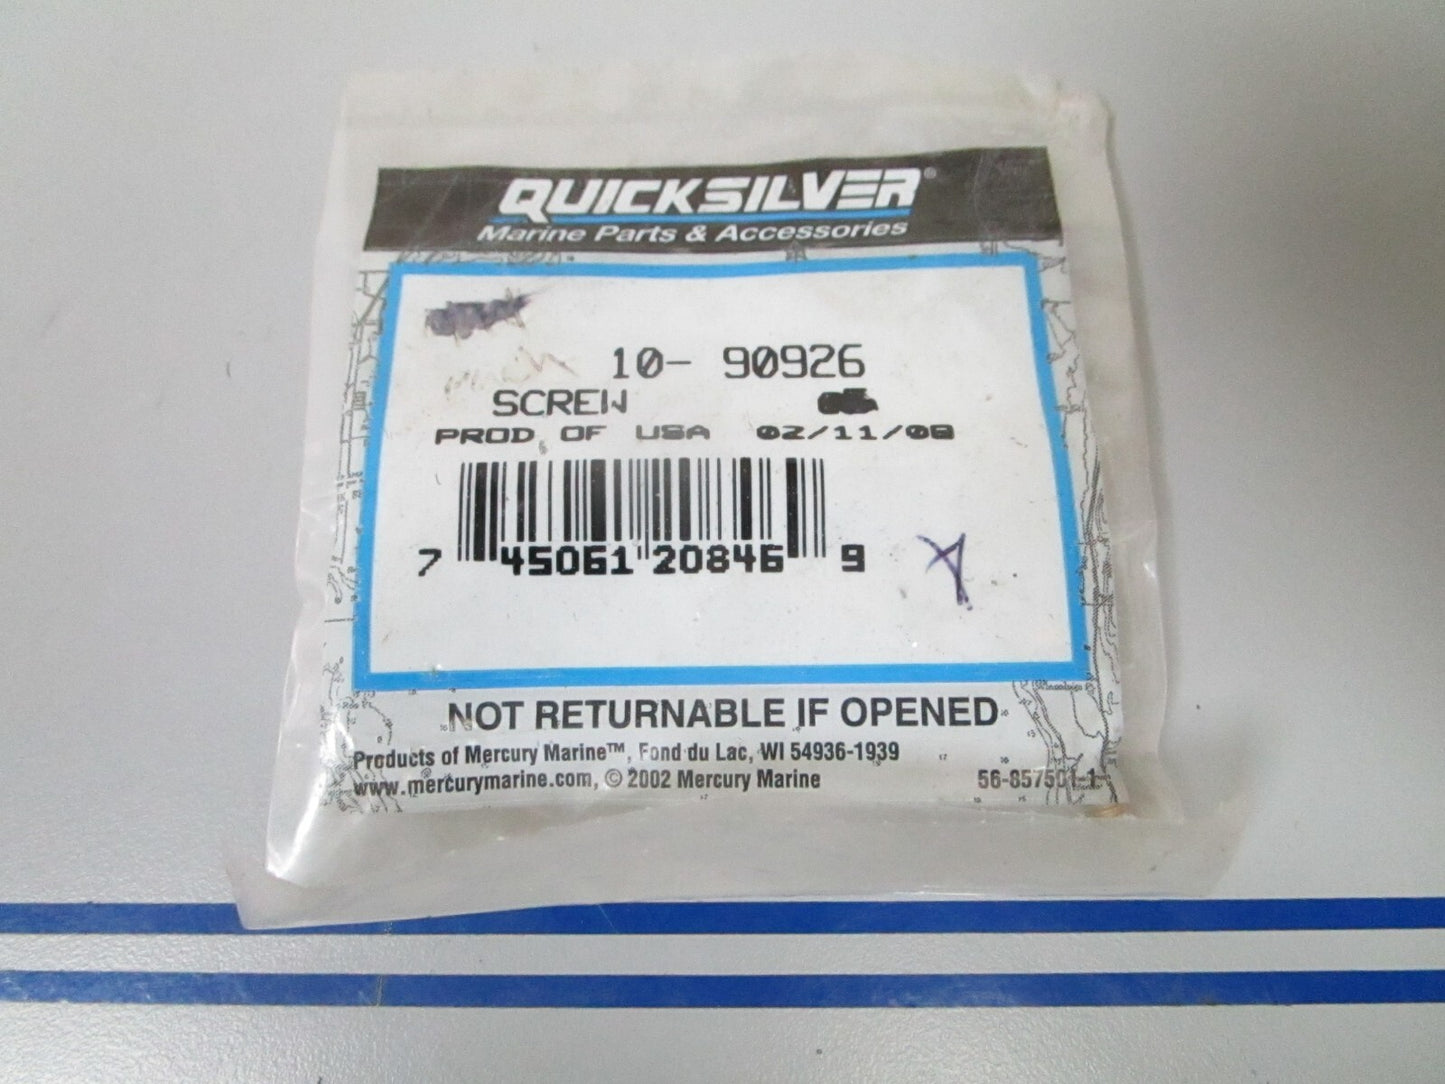 QUICKSILVER®
Marine Parts & Accessories
10- 90926
SCREW
PROD. OF USA 02/11/08
7 45061 20846 9
NOT RETURNABLE IF OPENED
Products of Mercury Marine™, Fond du Lac, WI 54936-1939
www.mercurymarine.com, © 2002 Mercury Marine 56-857501-1